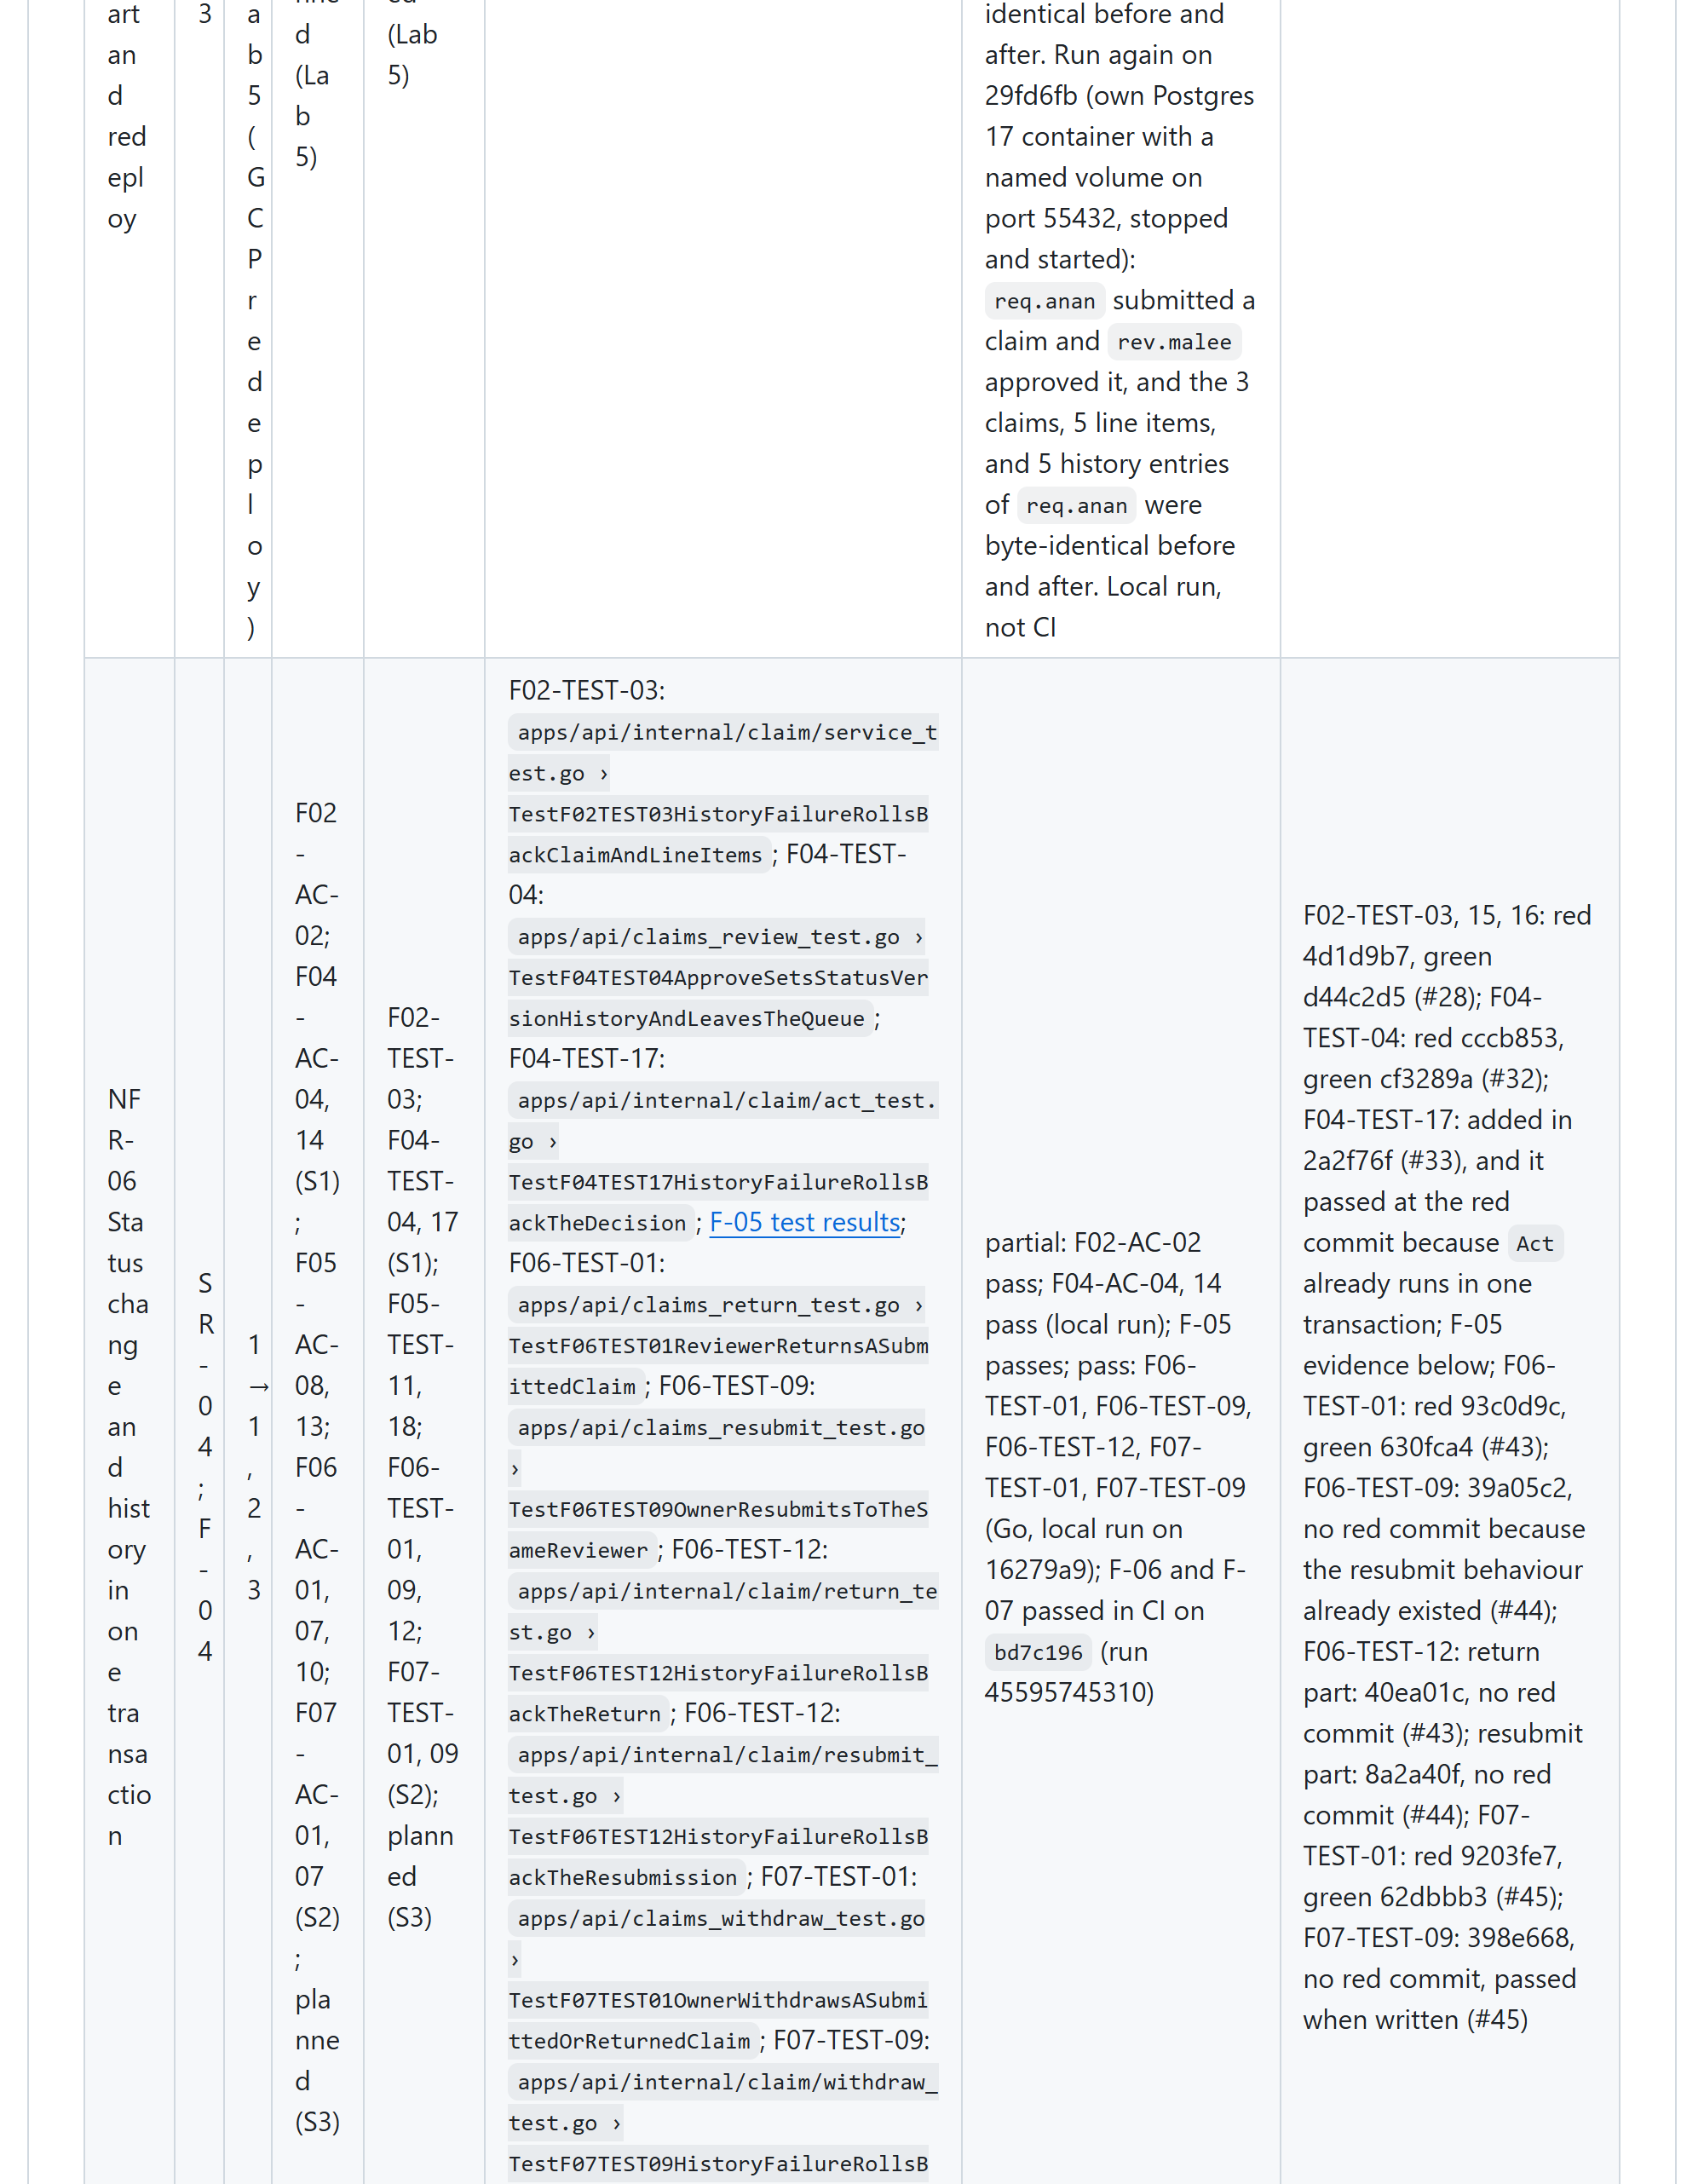 art
an
d
red
epl
oy
3
a
b
5
(
G
C
P
r
e
d
e
p
l
o
y
)
d
(La
b
5)
(Lab
5)
identical before and
after. Run again on
29fd6fb (own Postgres
17 container with a
named volume on
port 55432, stopped
and started):
req.anan submitted a
claim and rev.malee
approved it, and the 3
claims, 5 line items,
and 5 history entries
of req.anan were
byte-identical before
and after. Local run,
not CI
NF
R-
06
Sta
tus
cha
ng
e
an
d
hist
ory
in
on
e
tra
nsa
ctio
n
S
R
-
0
4
;
F
-
0
4
1
→
1
,
2
,
3
F02
-
AC-
02;
F04
-
AC-
04,
14
(S1)
;
F05
-
AC-
08,
13;
F06
-
AC-
01,
07,
10;
F07
-
AC-
01,
07
(S2)
;
pla
nne
d
(S3)
F02-
TEST-
03;
F04-
TEST-
04, 17
(S1);
F05-
TEST-
11,
18;
F06-
TEST-
01,
09,
12;
F07-
TEST-
01, 09
(S2);
plann
ed
(S3)
F02-TEST-03:
apps/api/internal/claim/service_t
est.go ›
TestF02TEST03HistoryFailureRollsB
ackClaimAndLineItems; F04-TEST-
04:
apps/api/claims_review_test.go ›
TestF04TEST04ApproveSetsStatusVer
sionHistoryAndLeavesTheQueue;
F04-TEST-17:
apps/api/internal/claim/act_test.
go ›
TestF04TEST17HistoryFailureRollsB
ackTheDecision; F-05 test results;
F06-TEST-01:
apps/api/claims_return_test.go ›
TestF06TEST01ReviewerReturnsASubm
ittedClaim; F06-TEST-09:
apps/api/claims_resubmit_test.go
›
TestF06TEST09OwnerResubmitsToTheS
ameReviewer; F06-TEST-12:
apps/api/internal/claim/return_te
st.go ›
TestF06TEST12HistoryFailureRollsB
ackTheReturn; F06-TEST-12:
apps/api/internal/claim/resubmit_
test.go ›
TestF06TEST12HistoryFailureRollsB
ackTheResubmission; F07-TEST-01:
apps/api/claims_withdraw_test.go
›
TestF07TEST01OwnerWithdrawsASubmi
ttedOrReturnedClaim; F07-TEST-09:
apps/api/internal/claim/withdraw_
test.go ›
TestF07TEST09HistoryFailureRollsB
partial: F02-AC-02
pass; F04-AC-04, 14
pass (local run); F-05
passes; pass: F06-
TEST-01, F06-TEST-09,
F06-TEST-12, F07-
TEST-01, F07-TEST-09
(Go, local run on
16279a9); F-06 and F-
07 passed in CI on
bd7c196 (run
45595745310)
F02-TEST-03, 15, 16: red
4d1d9b7, green
d44c2d5 (#28); F04-
TEST-04: red cccb853,
green cf3289a (#32);
F04-TEST-17: added in
2a2f76f (#33), and it
passed at the red
commit because Act
already runs in one
transaction; F-05
evidence below; F06-
TEST-01: red 93c0d9c,
green 630fca4 (#43);
F06-TEST-09: 39a05c2,
no red commit because
the resubmit behaviour
already existed (#44);
F06-TEST-12: return
part: 40ea01c, no red
commit (#43); resubmit
part: 8a2a40f, no red
commit (#44); F07-
TEST-01: red 9203fe7,
green 62dbbb3 (#45);
F07-TEST-09: 398e668,
no red commit, passed
when written (#45)